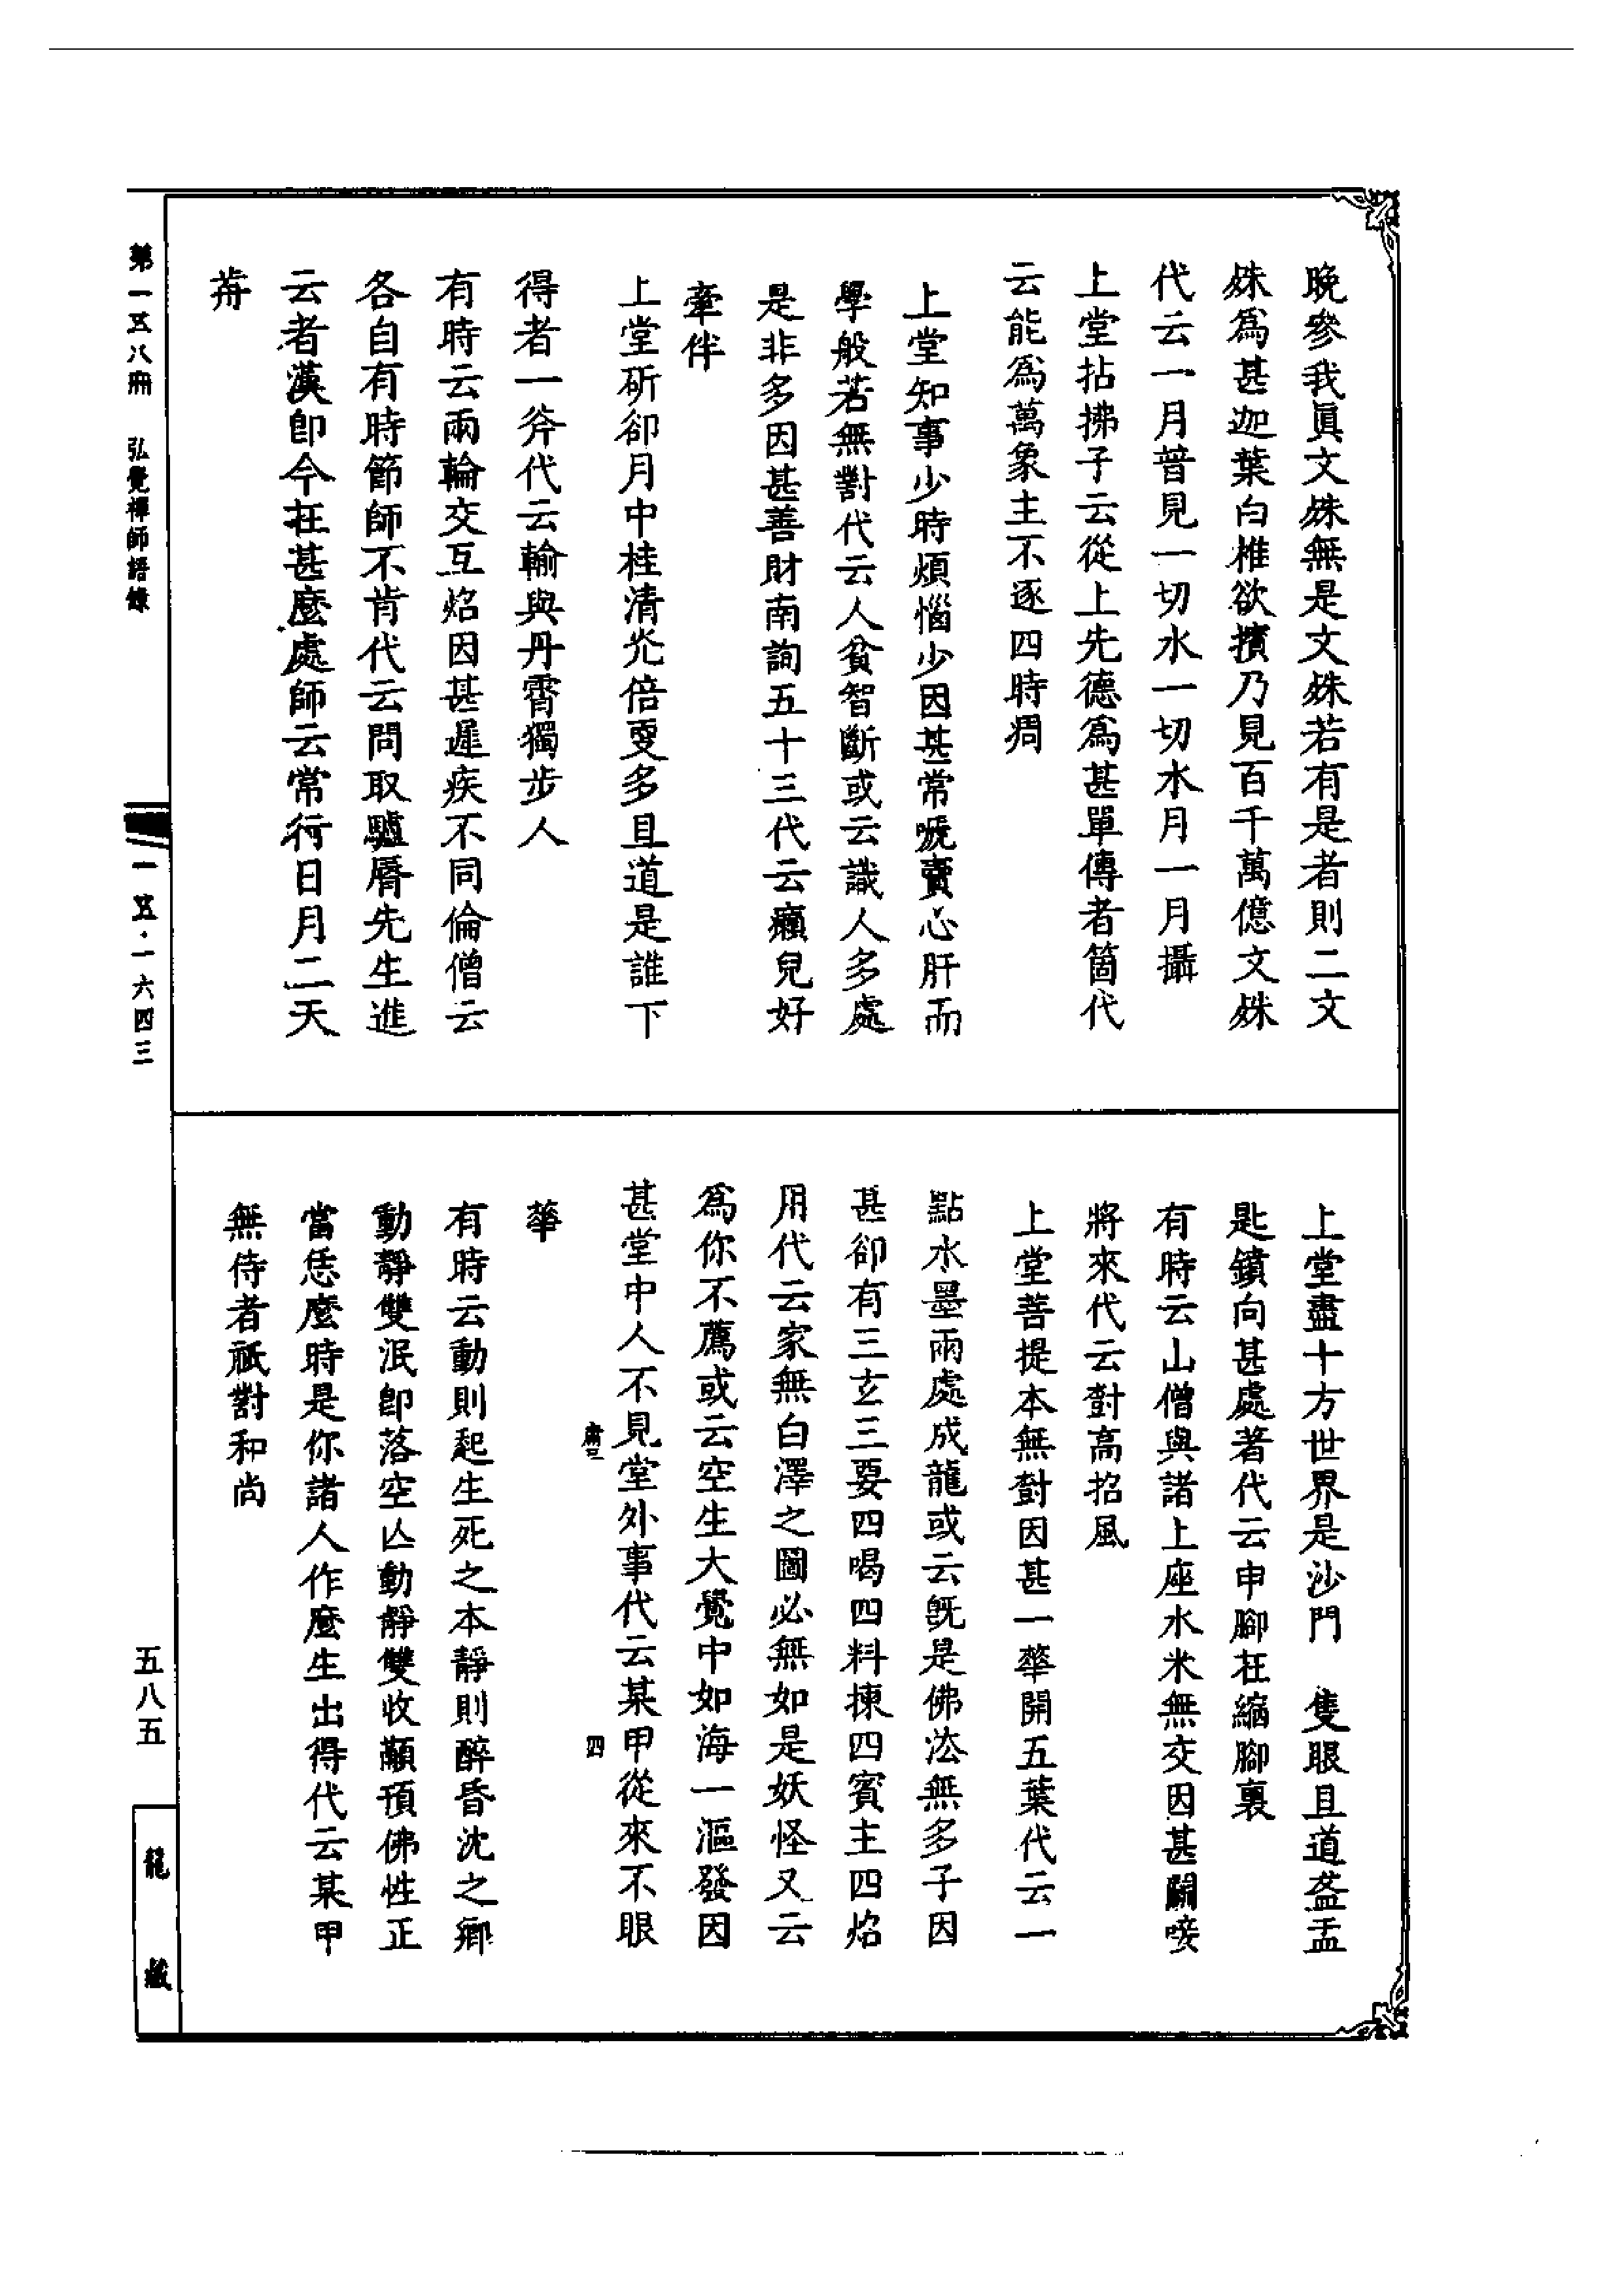 晚參我眞文殊無是文殊若有是者則二文
殊爲甚迦葉白椎欲擯乃見百千萬億文殊
代云一月普見一切水一切水月一月攝
上堂拈拂子云從上先德爲甚單傳者箇代
云能爲萬象主不逐四時凋
上堂知事少時煩惱少因甚常啼賣心肝而
學般若無對代云人貧智斷或云識人多處
是非多因甚善財南詢五十三代云癩兒好
牽伴
上堂斫卻月中桂清光倍更多且道是誰下
得者一斧代云輸與丹霄獨步人
有時云兩輪交互焰因甚遲疾不同倫僧云
各自有時節師不肯代云問取驢脣先生進
云者漢卽今在甚麼處師云常行日月二天
前
上堂盡十方世界是沙門 隻眼且道盔盂
匙鑽向甚處著代云申腳在縮腳裏
有時云山僧與諸上座水米無交因甚關唼
將來代云對高招風
上堂菩提本無對因甚一華開五葉代云一
點水墨兩處成龍或云旣是佛法無多子因
甚卻有三玄三要四喝四料揀四賓主四焰
用代云家無白澤之圖必無如是妖怪又云
爲你不薦或云空生大覺中如海一漚發因
甚堂中人不見堂外事代云某甲從來不眼
華
有時云動則起生死之本靜則醉昏沈之鄉
動靜雙泯卽落空亾動靜雙收顢頇佛性正
當恁麼時是你諸人作麼生出得代云某甲
無侍者祇對和尚
第一五八冊 弘覺禪師語錄
一五·一六四三
五八五
龍藏
四